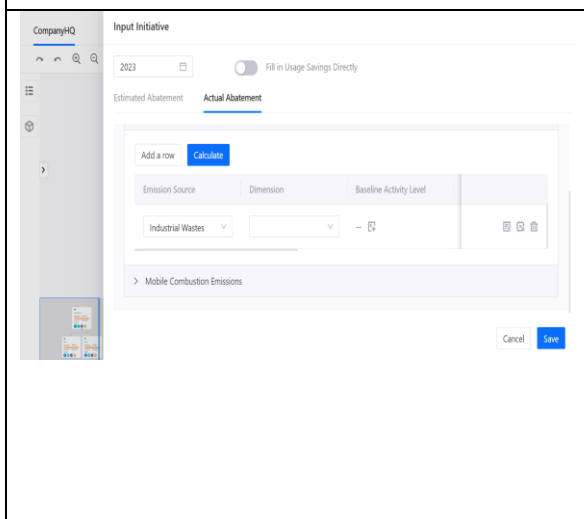 CompanyHQ
Input Initiative
2023
Fill in Usage Savings Directly
Estimated Abatement Actual Abatement
Add a row Calculate
Emission Source Dimension Baseline Activity Level
Industrial Wastes --
Mobile Combustion Emissions
Cancel Save